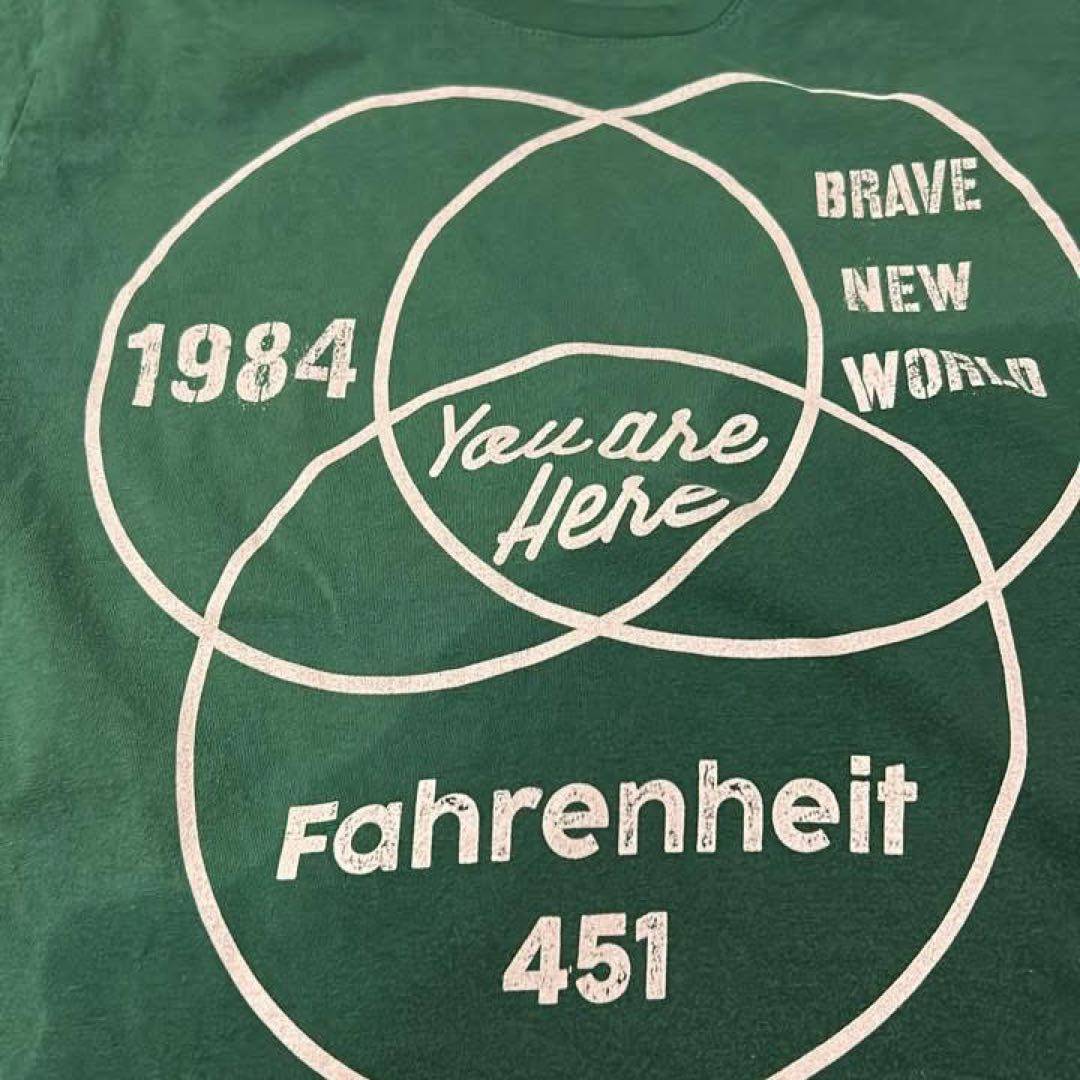 1984
BRAVE
NEW
WORLD
You are
Here
Fahrenheit
451